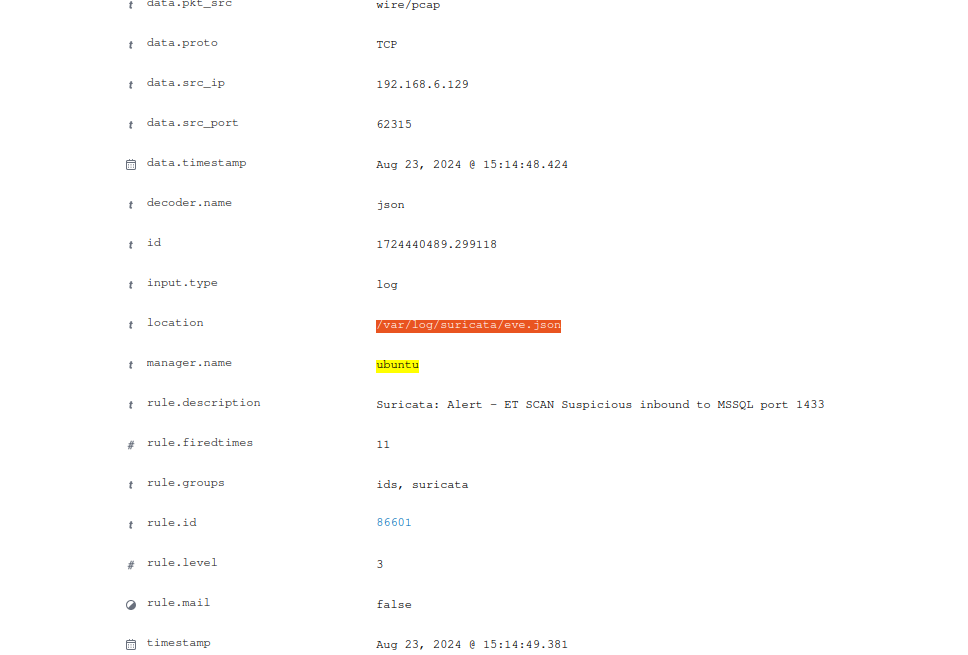 t data.pkt_src wire/pcap
t data.proto TCP
t data.src_ip 192.168.6.129
t data.src_port 62315
data.timestamp Aug 23, 2024 @ 15:14:48.424
t decoder.name json
t id 1724440489.299118
t input.type log
t location /var/log/suricata/eve.json
t manager.name ubuntu
t rule.description Suricata: Alert - ET SCAN Suspicious inbound to MSSQL port 1433
# rule.firedtimes 11
t rule.groups ids, suricata
t rule.id 86601
# rule.level 3
rule.mail false
timestamp Aug 23, 2024 @ 15:14:49.381